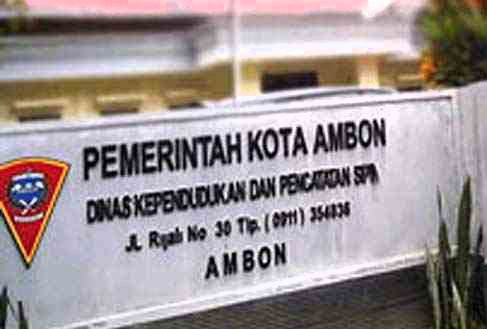 PEMERINTAH KOTA AMBON
DINAS KEPENDUDUKAN DAN PENCATATAN SIPIL
JL. Rijali No 30 Tlp. ( 0911 ) 354836
AMBON